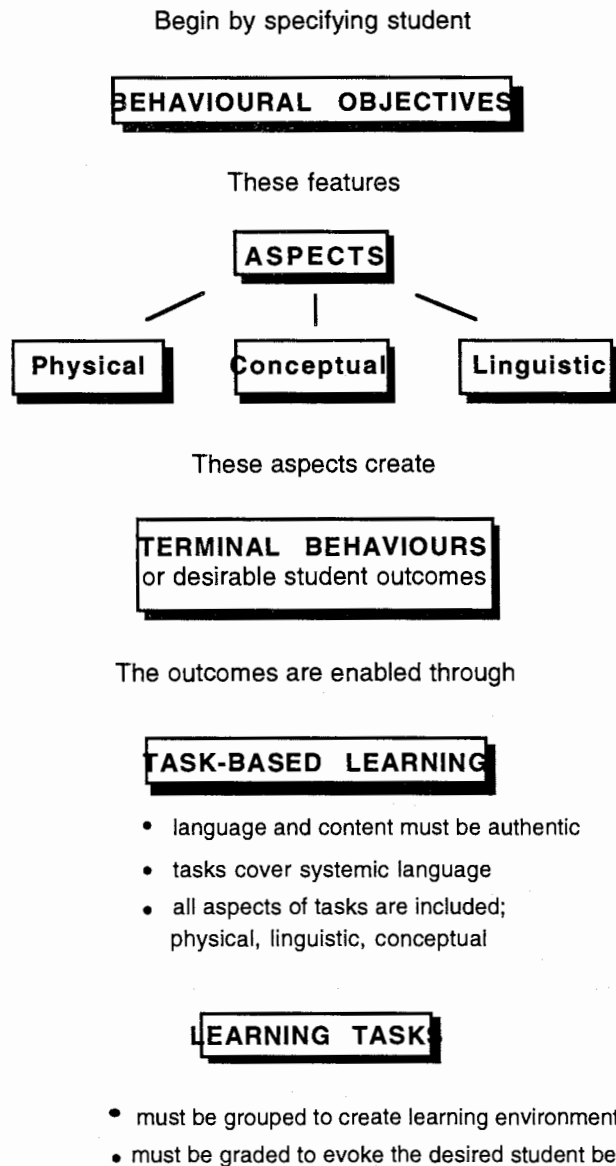 Begin by specifying student
BEHAVIOURAL OBJECTIVES
These features
ASPECTS
Physical Conceptual Linguistic
These aspects create
TERMINAL BEHAVIOURS
or desirable student outcomes
The outcomes are enabled through
TASK-BASED LEARNING
• language and content must be authentic
• tasks cover systemic language
• all aspects of tasks are included;
physical, linguistic, conceptual
LEARNING TASKS
• must be grouped to create learning environment
• must be graded to evoke the desired student be